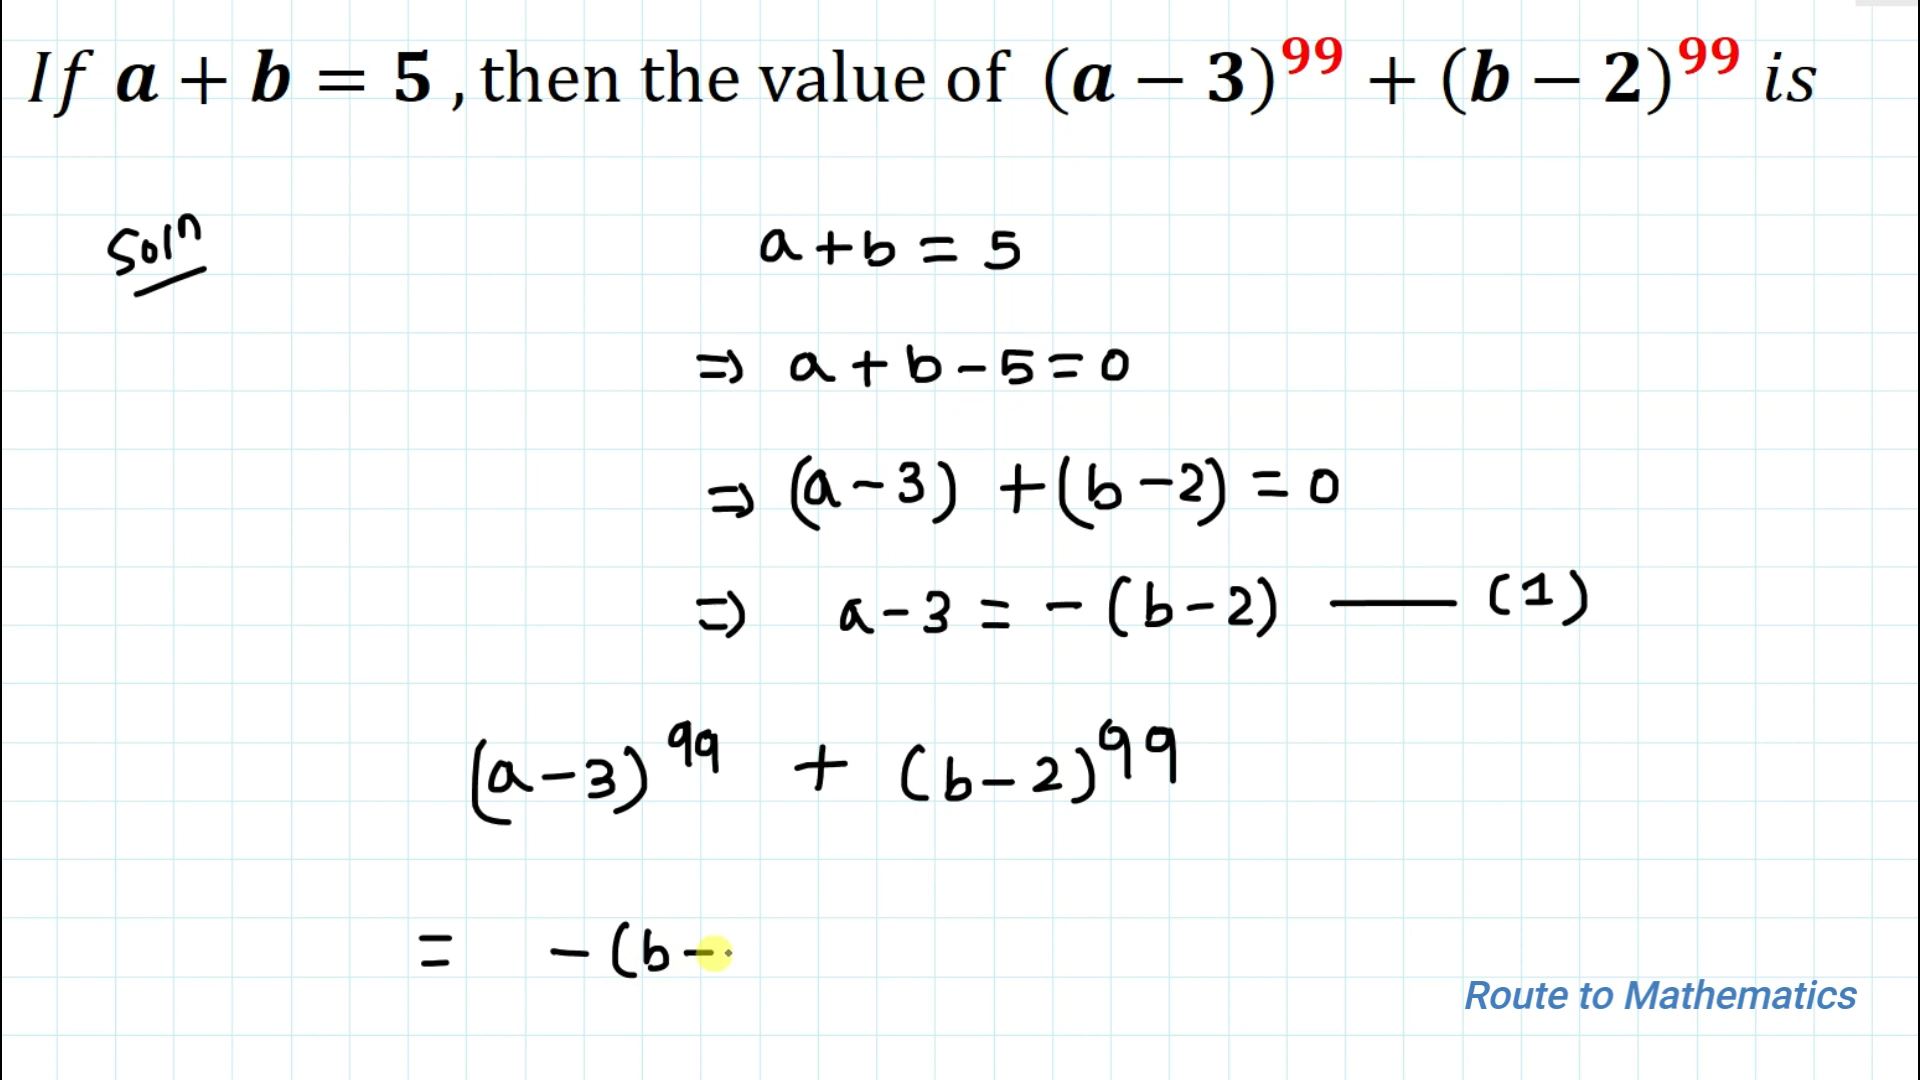 If a + b = 5 , then the value of (a − 3)⁹⁹ + (b − 2)⁹⁹ is
Solⁿ
a + b = 5
⇒ a + b − 5 = 0
⇒ (a − 3) + (b − 2) = 0
⇒ a − 3 = − (b − 2) —— (1)
(a − 3)⁹⁹ + (b − 2)⁹⁹
= − (b −
Route to Mathematics